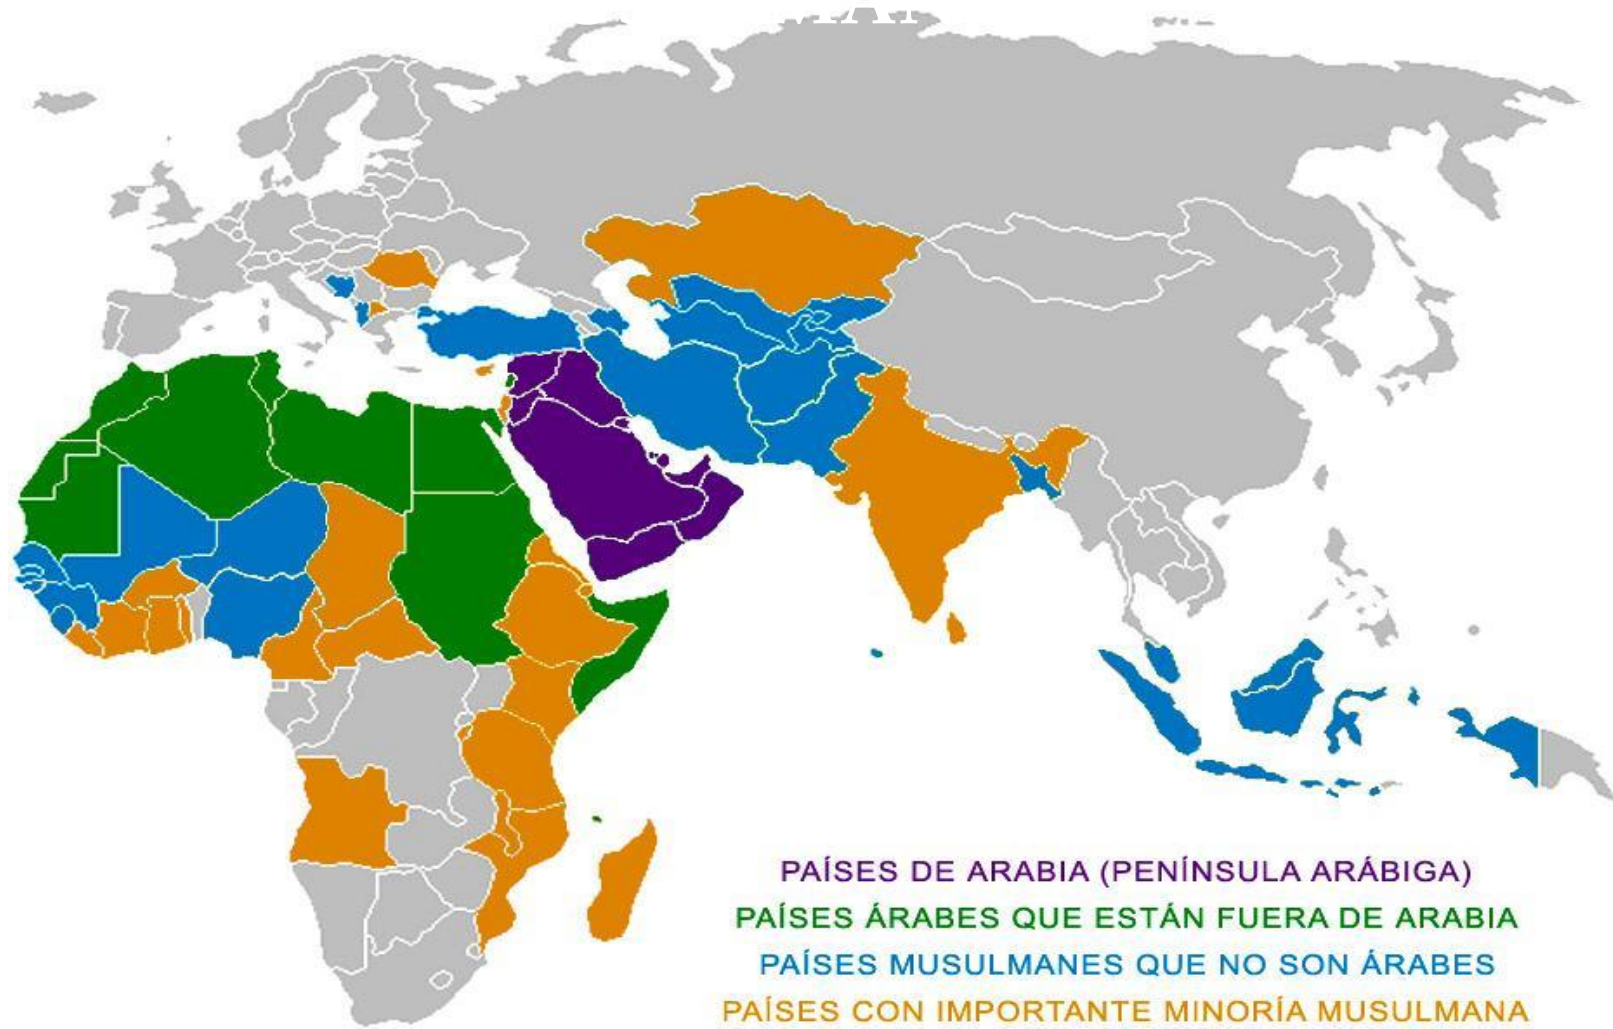 PAÍSES DE ARABIA (PENÍNSULA ARÁBIGA)
PAÍSES ÁRABES QUE ESTÁN FUERA DE ARABIA
PAÍSES MUSULMANES QUE NO SON ÁRABES
PAÍSES CON IMPORTANTE MINORÍA MUSULMANA